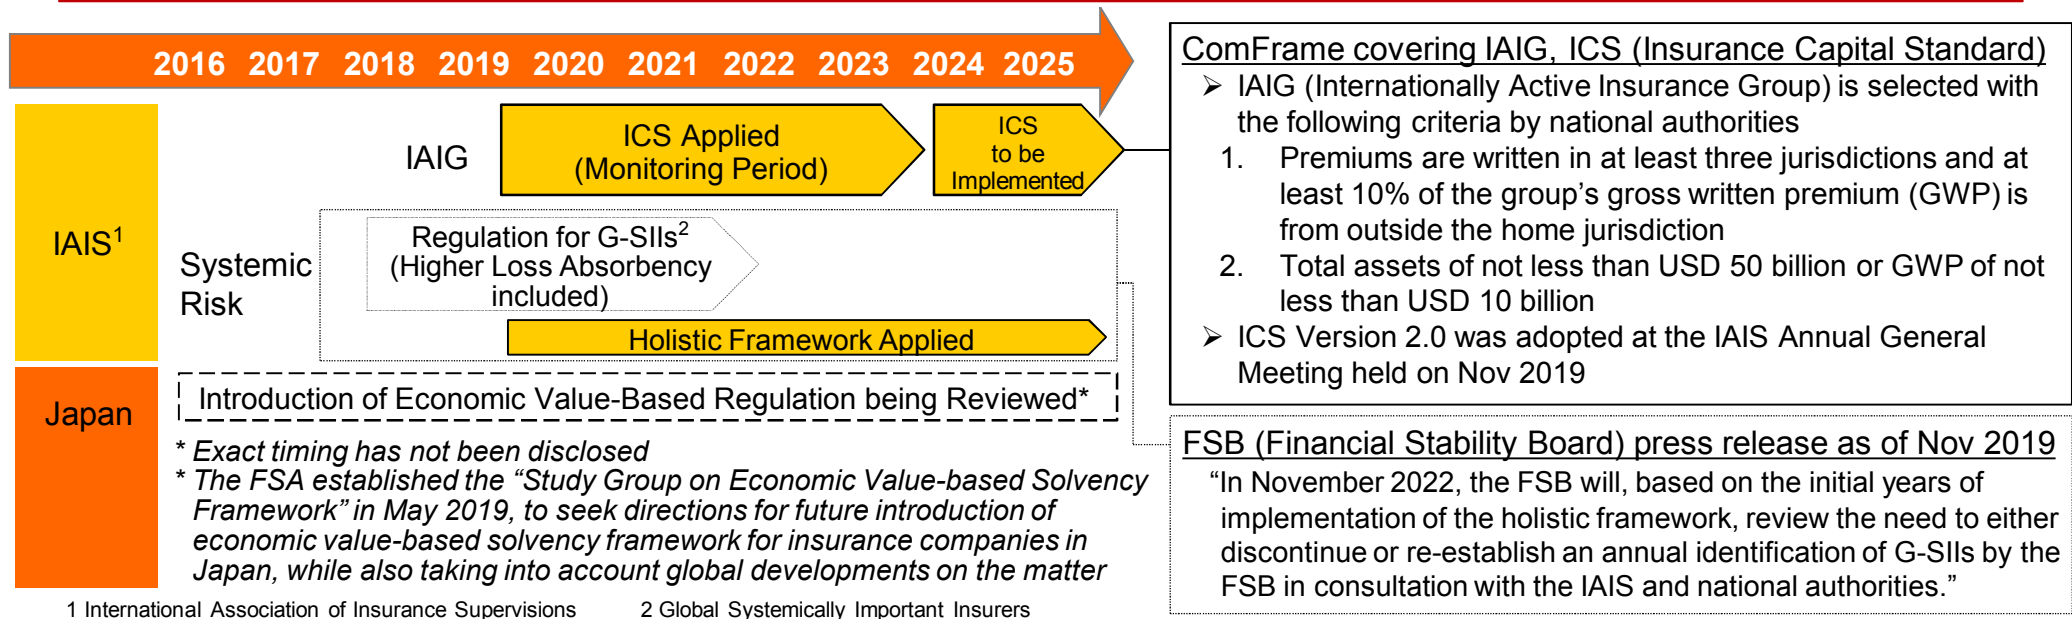 2016 2017 2018 2019 2020 2021 2022 2023 2024 2025
IAIS1
IAIG
ICS Applied
(Monitoring Period)
ICS
to be
Implemented
Systemic
Risk
Regulation for G-SIIs2
(Higher Loss Absorbency
included)
Holistic Framework Applied
Japan
Introduction of Economic Value-Based Regulation being Reviewed*
* Exact timing has not been disclosed
* The FSA established the “Study Group on Economic Value-based Solvency
Framework” in May 2019, to seek directions for future introduction of
economic value-based solvency framework for insurance companies in
Japan, while also taking into account global developments on the matter
ComFrame covering IAIG, ICS (Insurance Capital Standard)
➢ IAIG (Internationally Active Insurance Group) is selected with
the following criteria by national authorities
1. Premiums are written in at least three jurisdictions and at
least 10% of the group’s gross written premium (GWP) is
from outside the home jurisdiction
2. Total assets of not less than USD 50 billion or GWP of not
less than USD 10 billion
➢ ICS Version 2.0 was adopted at the IAIS Annual General
Meeting held on Nov 2019
FSB (Financial Stability Board) press release as of Nov 2019
“In November 2022, the FSB will, based on the initial years of
implementation of the holistic framework, review the need to either
discontinue or re-establish an annual identification of G-SIIs by the
FSB in consultation with the IAIS and national authorities.”
1 International Association of Insurance Supervisions 2 Global Systemically Important Insurers